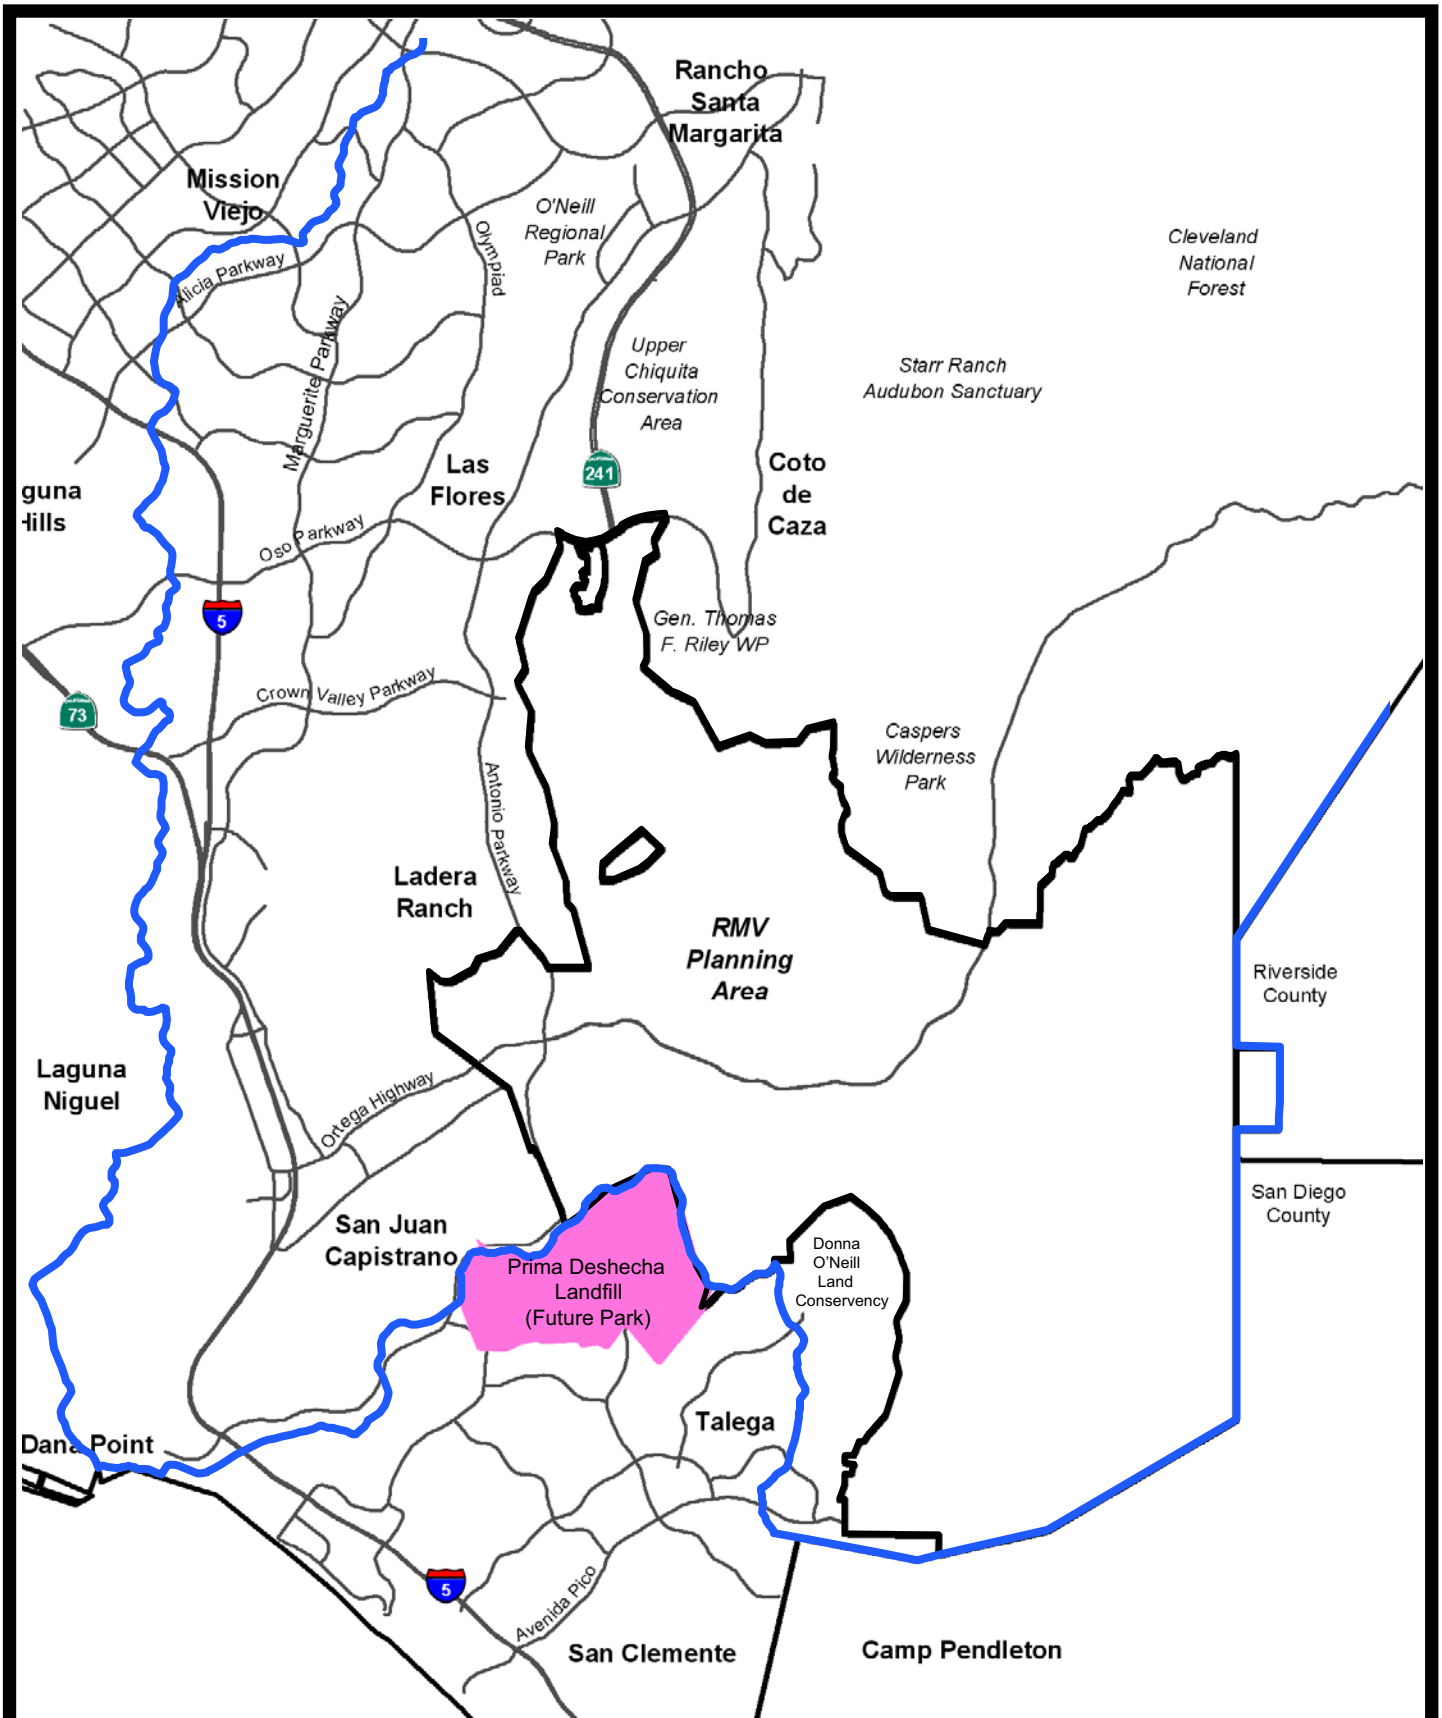 Rancho
Santa
Margarita
Mission
Viejo
O'Neill
Regional
Park
Olympiad
Cleveland
National
Forest
Alicia Parkway
Marguerite Parkway
Upper
Chiquita
Conservation
Area
Starr Ranch
Audubon Sanctuary
CALIFORNIA
241
Las
Flores
Coto
de
Caza
guna
Hills
Oso Parkway
5
Gen. Thomas
F. Riley WP
Crown Valley Parkway
CALIFORNIA
73
Caspers
Wilderness
Park
Antonio Parkway
Ladera
Ranch
RMV
Planning
Area
Riverside
County
Laguna
Niguel
Ortega Highway
San Juan
Capistrano
San Diego
County
Donna
O'Neill
Land
Conservency
Prima Deshecha
Landfill
(Future Park)
Talega
Dana Point
5
Avenida Pico
San Clemente
Camp Pendleton